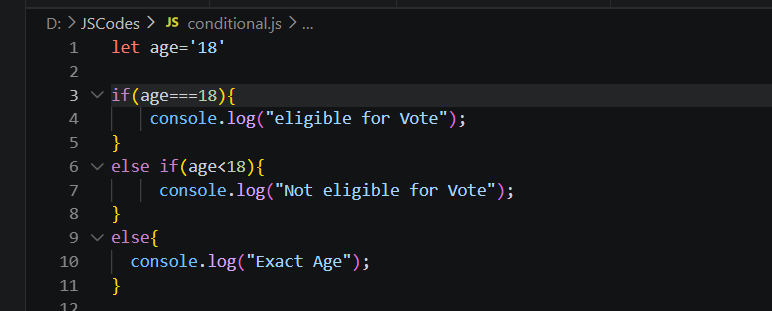 D: > JSCodes > JS conditional.js > ...
1 let age='18'
2
3 if(age===18){
4     console.log("eligible for Vote");
5 }
6 else if(age<18){
7      console.log("Not eligible for Vote");
8 }
9 else{
10   console.log("Exact Age");
11 }
12